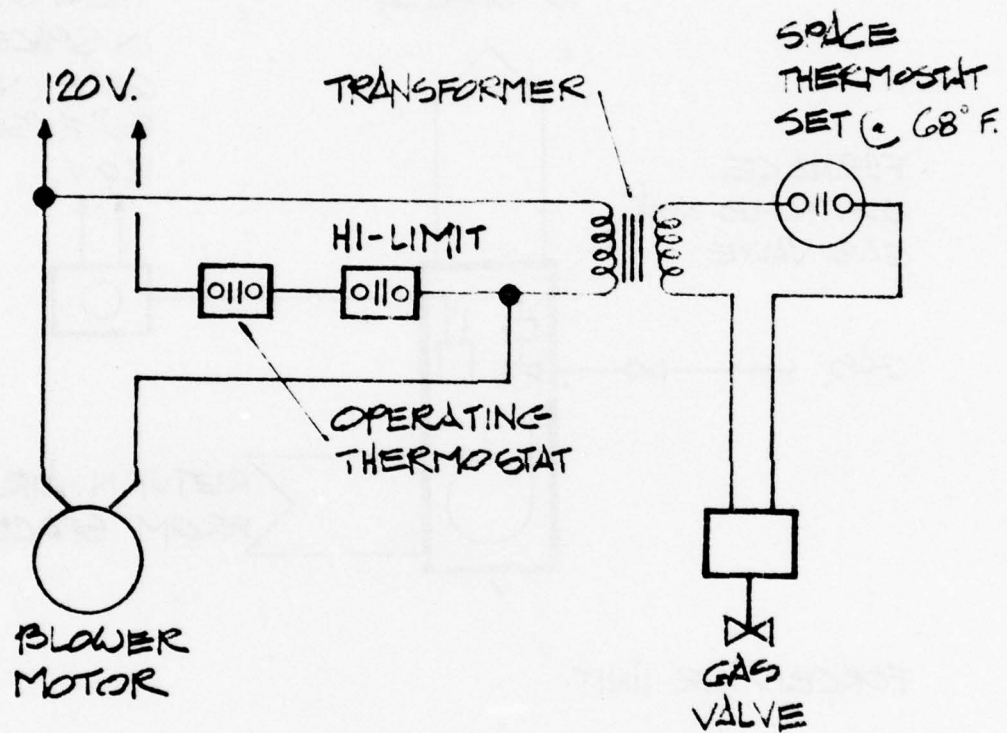 120V.
TRANSFORMER
SPACE
THERMOSTAT
SET @ 68° F.
HI-LIMIT
OPERATING
THERMOSTAT
BLOWER
MOTOR
GAS
VALVE